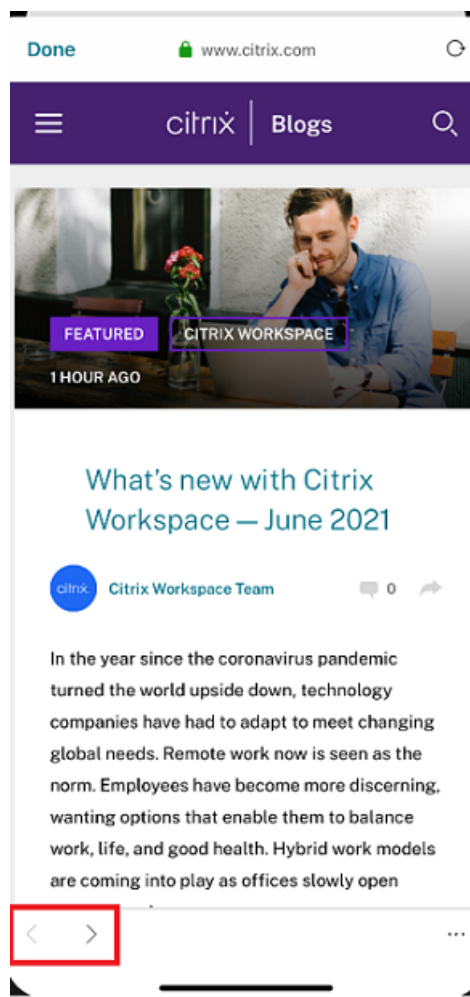 Done www.citrix.com
citrix Blogs
FEATURED CITRIX WORKSPACE
1 HOUR AGO
What's new with Citrix
Workspace — June 2021
citrix Citrix Workspace Team 0
In the year since the coronavirus pandemic
turned the world upside down, technology
companies have had to adapt to meet changing
global needs. Remote work now is seen as the
norm. Employees have become more discerning,
wanting options that enable them to balance
work, life, and good health. Hybrid work models
are coming into play as offices slowly open